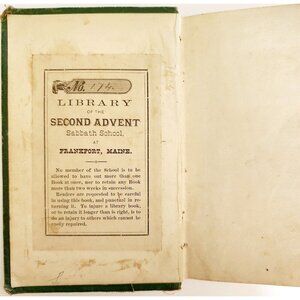 No. 174
LIBRARY
OF THE
SECOND ADVENT
Sabbath School,
AT
FRANKFORT, MAINE.
No member of the School is to be
allowed to have out more than one
Book at once, nor to retain any Book
more than two weeks in succession.
Readers are requested to be careful
in using this book, and punctual in re-
turning it. To injure a library book,
or to retain it longer than is right, is to
do an injury to others which cannot be
easily repaired.